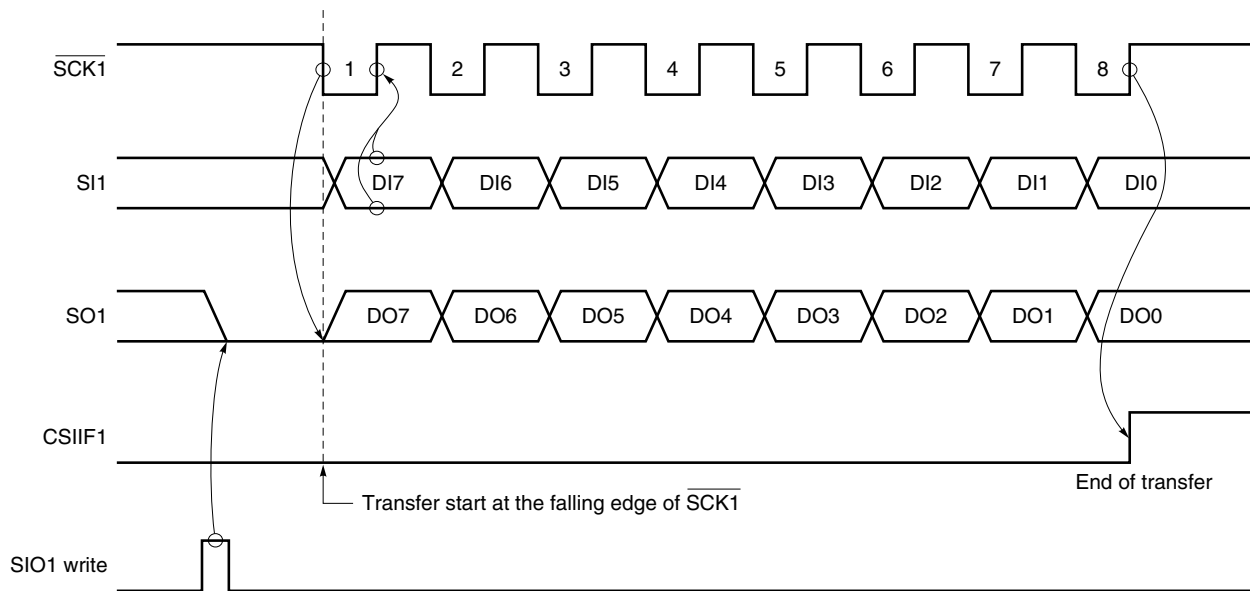 SCK1 1 2 3 4 5 6 7 8
SI1 DI7 DI6 DI5 DI4 DI3 DI2 DI1 DI0
SO1 DO7 DO6 DO5 DO4 DO3 DO2 DO1 DO0
CSIIF1
End of transfer
Transfer start at the falling edge of SCK1
SIO1 write